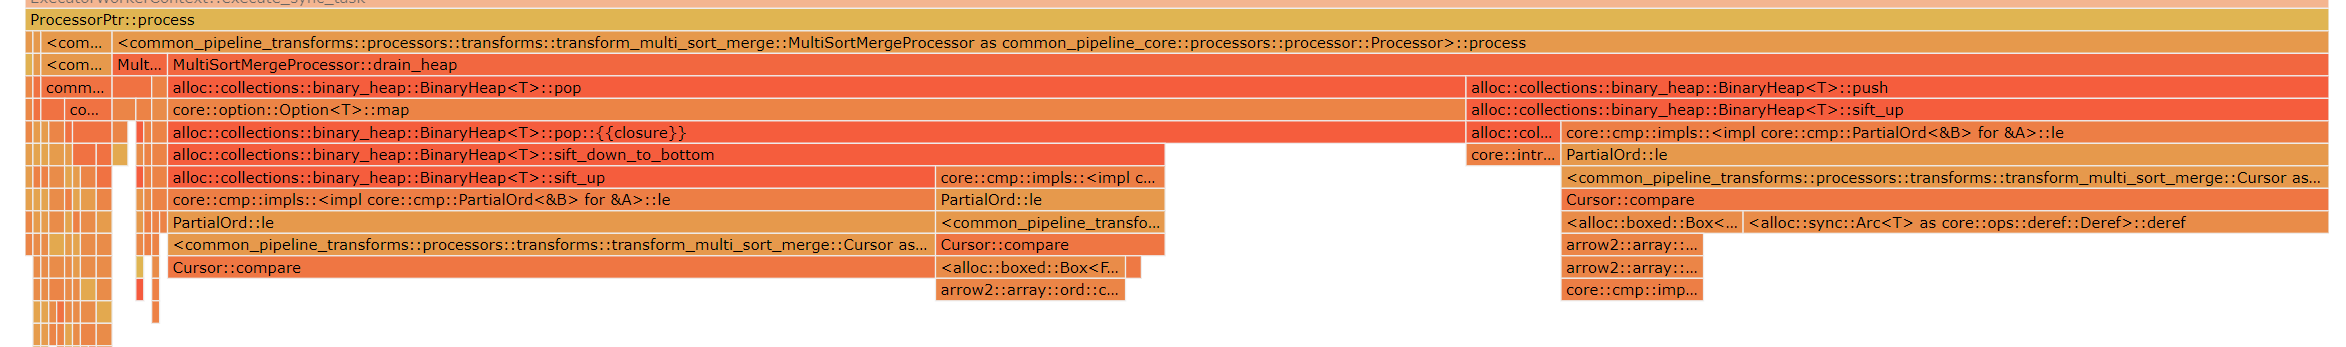 ExecutorWorkerContext::execute_sync_task
ProcessorPtr::process
<com... <common_pipeline_transforms::processors::transforms::transform_multi_sort_merge::MultiSortMergeProcessor as common_pipeline_core::processors::processor::Processor>::process
<com... Mult... MultiSortMergeProcessor::drain_heap
comm... alloc::collections::binary_heap::BinaryHeap<T>::pop alloc::collections::binary_heap::BinaryHeap<T>::push
co... core::option::Option<T>::map alloc::collections::binary_heap::BinaryHeap<T>::sift_up
alloc::collections::binary_heap::BinaryHeap<T>::pop::{{closure}} alloc::col... core::cmp::impls::<impl core::cmp::PartialOrd<&B> for &A>::le
alloc::collections::binary_heap::BinaryHeap<T>::sift_down_to_bottom core::intr... PartialOrd::le
alloc::collections::binary_heap::BinaryHeap<T>::sift_up core::cmp::impls::<impl c... <common_pipeline_transforms::processors::transforms::transform_multi_sort_merge::Cursor as...
core::cmp::impls::<impl core::cmp::PartialOrd<&B> for &A>::le PartialOrd::le Cursor::compare
PartialOrd::le <common_pipeline_transfo... <alloc::boxed::Box<... <alloc::sync::Arc<T> as core::ops::deref::Deref>::deref
<common_pipeline_transforms::processors::transforms::transform_multi_sort_merge::Cursor as... Cursor::compare arrow2::array::...
Cursor::compare <alloc::boxed::Box<F... arrow2::array::...
arrow2::array::ord::c... core::cmp::imp...